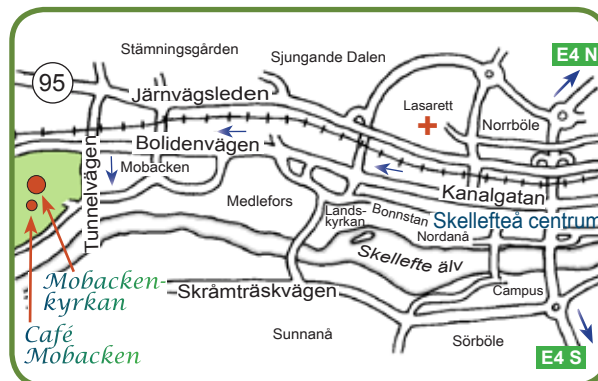 Stämningsgården
Sjungande Dalen
E4 N
95
Järnvägsleden
Lasarett
Norrböle
Bolidenvägen
Mobacken
Tunnelvägen
Medlefors
Kanalgatan
Lands-
kyrkan
Bonnstan
Skellefteå centrum
Nordanå
Skellefte älv
Mobacken-
kyrkan
Skråmträskvägen
Campus
Café
Mobacken
Sunnanå
Sörböle
E4 S